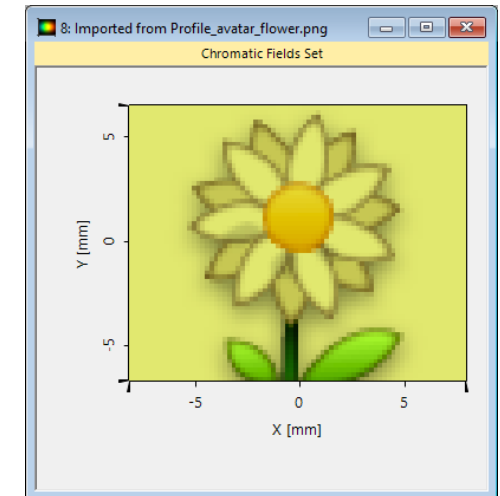 8: Imported from Profile_avatar_flower.png
Chromatic Fields Set
5
0
-5
Y [mm]
-5 0 5
X [mm]